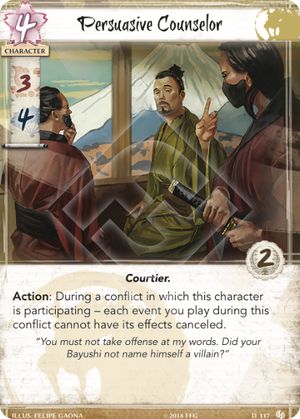 4
Persuasive Counselor
CHARACTER
3
4
2
Courtier.
Action: During a conflict in which this character
is participating – each event you play during this
conflict cannot have its effects canceled.
"You must not take offense at my words. Did your
Bayushi not name himself a villain?"
ILLUS: FELIPE GAONA
©2018 FFG
D 117